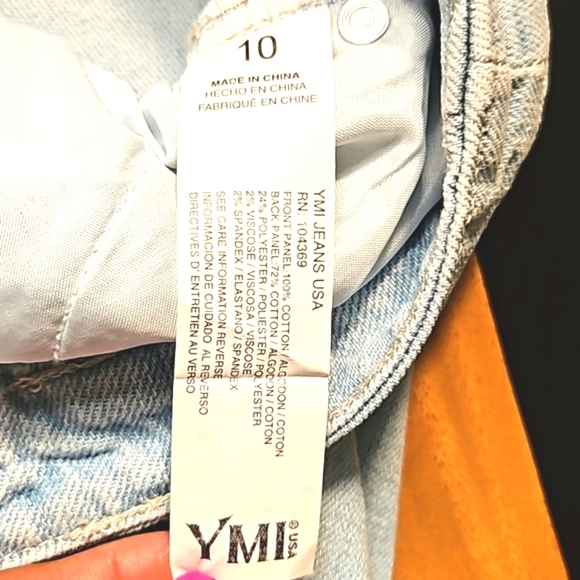 10
MADE IN CHINA
HECHO EN CHINA
FABRIQUÉ EN CHINE
YMI JEANS USA
RN: 104369
FRONT PANEL:100% COTTON / ALGODON / COTON
BACK PANEL:72% COTTON / ALGODON / COTON
24% POLYESTER / POLIESTER / POLYESTER
2% VISCOSE / VISCOSA / VISCOSE
2% SPANDEX / ELASTANO / SPANDEX
SEE CARE INFORMATION REVERSE
INFORMACION DE CUIDADO AL REVERSO
DIRECTIVES D'ENTRETIEN AU VERSO
YMI® USA